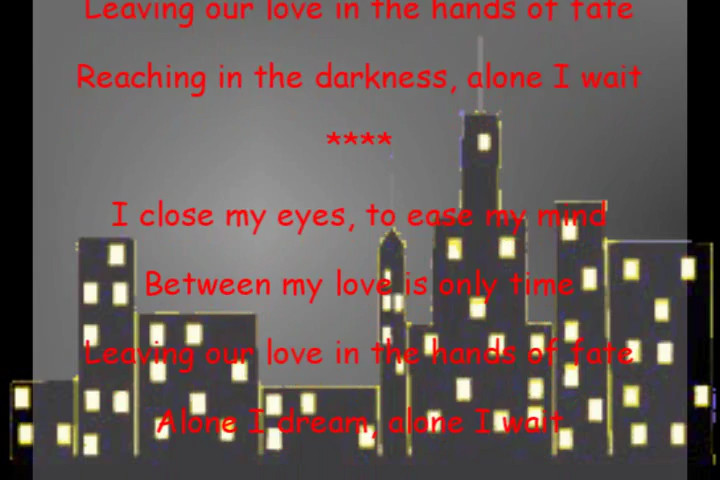 Leaving our love in the hands of fate
Reaching in the darkness, alone I wait
****
I close my eyes, to ease my mind
Between my love is only time
Leaving our love in the hands of fate
Alone I dream, alone I wait